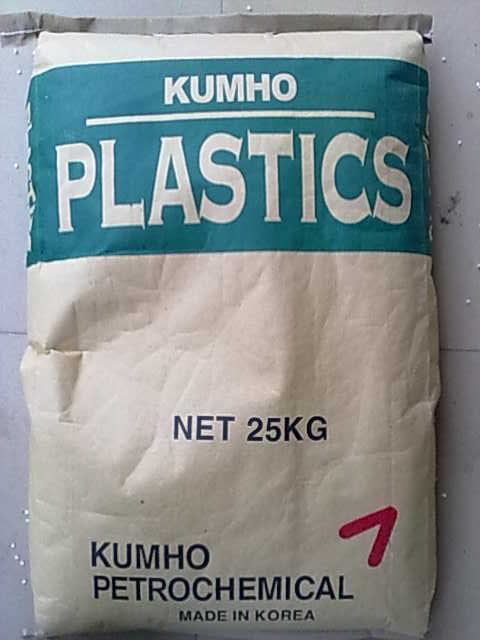 KUMHO
PLASTICS
NET 25KG
KUMHO
PETROCHEMICAL
MADE IN KOREA